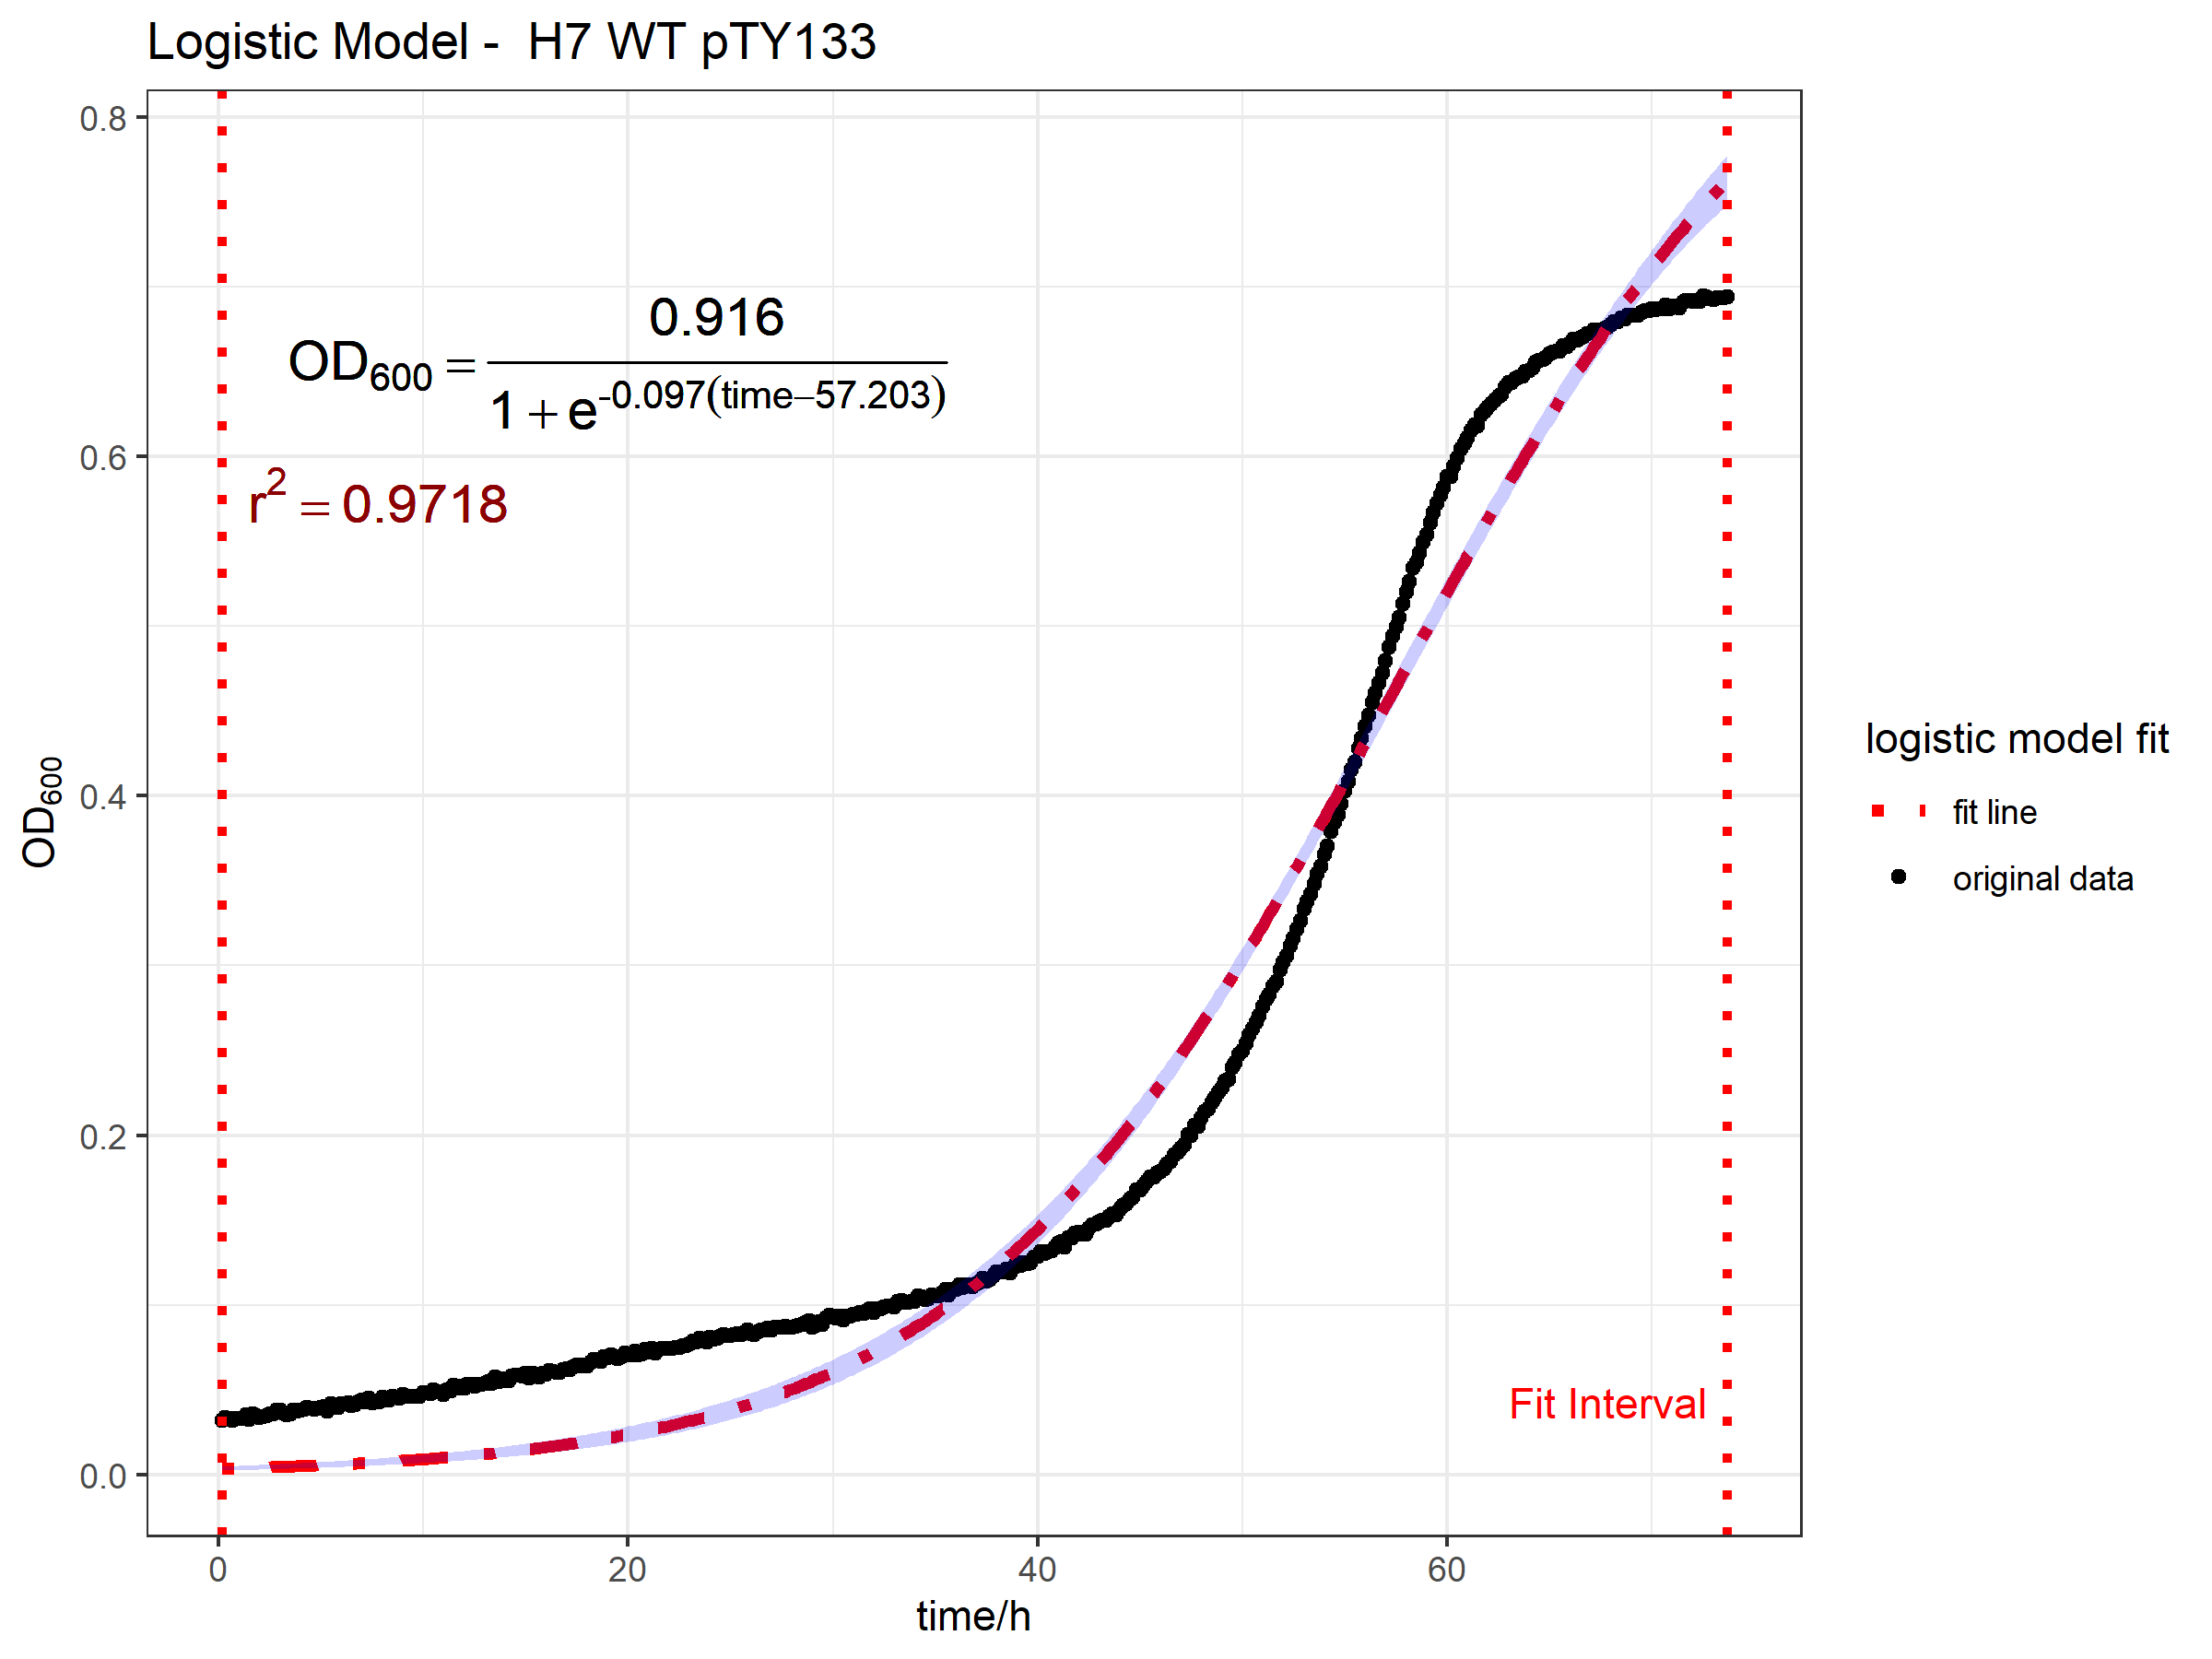 Logistic Model -  H7 WT pTY133
0.8
0.6
0.4
0.2
0.0
OD₆₀₀
OD₆₀₀ = 0.916 / 1 + e^-0.097(time−57.203)
r² = 0.9718
Fit Interval
0 20 40 60
time/h
logistic model fit
fit line
original data